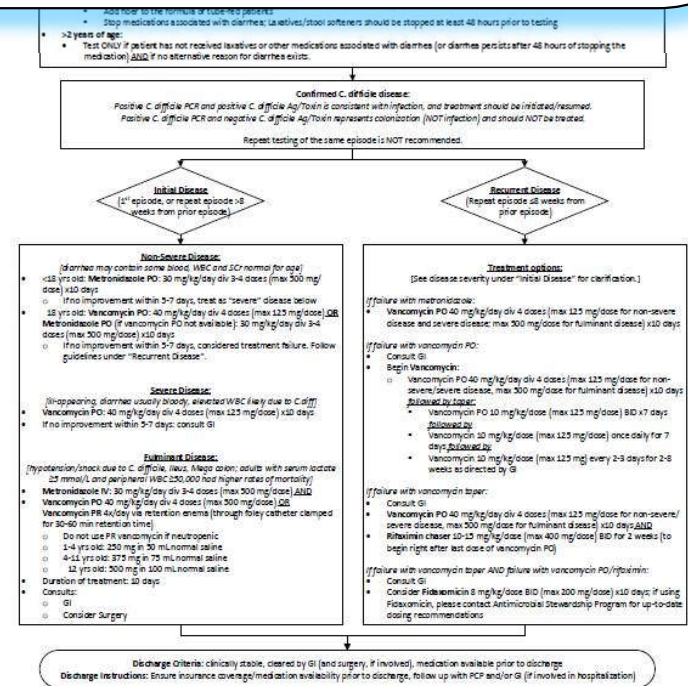 Add fiber to the formula of tube-fed patients
Stop medications associated with diarrhea; Laxatives/stool softeners should be stopped at least 48 hours prior to testing
>2 years of age:
Test ONLY if patient has not received laxatives or other medications associated with diarrhea (or diarrhea persists after 48 hours of stopping the
medication) AND if no alternative reason for diarrhea exists.
Confirmed C. difficile disease:
Positive C. difficile PCR and positive C. difficile Ag/Toxin is consistent with infection, and treatment should be initiated/resumed.
Positive C. difficile PCR and negative C. difficile Ag/Toxin represents colonization (NOT infection) and should NOT be treated.
Repeat testing of the same episode is NOT recommended.
Initial Disease
(1st episode, or repeat episode >8
weeks from prior episode)
Non-Severe Disease:
[diarrhea may contain some blood, WBC and SCr normal for age]
<18 yrs old: Metronidazole PO: 30 mg/kg/day div 3-4 doses (max 500 mg/
dose) x10 days
If no improvement within 5-7 days, treat as "severe" disease below
18 yrs old: Vancomycin PO: 40 mg/kg/day div 4 doses (max 125 mg/dose) OR
Metronidazole PO (if vancomycin PO not available): 30 mg/kg/day div 3-4
doses (max 500 mg/dose) x10 days
If no improvement within 5-7 days, considered treatment failure. Follow
guidelines under "Recurrent Disease".
Severe Disease:
[ill-appearing, diarrhea usually bloody, elevated WBC likely due to C.diff]
Vancomycin PO: 40 mg/kg/day div 4 doses (max 125 mg/dose) x10 days
If no improvement within 5-7 days: consult GI
Fulminant Disease:
[hypotension/shock due to C. difficile, ileus, Mega colon; adults with serum lactate
≥5 mmol/L and peripheral WBC ≥50,000 had higher rates of mortality]
Metronidazole IV: 30 mg/kg/day div 3-4 doses (max 500 mg/dose) AND
Vancomycin PO 40 mg/kg/day div 4 doses (max 500 mg/dose) OR
Vancomycin PR 4x/day via retention enema (through foley catheter clamped
for 30-60 min retention time)
Do not use PR vancomycin if neutropenic
1-4 yrs old: 250 mg in 50 mL normal saline
4-11 yrs old: 375 mg in 75 mL normal saline
12 yrs old: 500 mg in 100 mL normal saline
Duration of treatment: 10 days
Consults:
GI
Consider Surgery
Recurrent Disease
(Repeat episode ≤8 weeks from
prior episode)
Treatment options:
[See disease severity under "Initial Disease" for clarification.]
If failure with metronidazole:
Vancomycin PO 40 mg/kg/day div 4 doses (max 125 mg/dose for non-severe
disease and severe disease; max 500 mg/dose for fulminant disease) x10 days
If failure with vancomycin PO:
Consult GI
Begin Vancomycin:
Vancomycin PO 40 mg/kg/day div 4 doses (max 125 mg/dose for non-
severe/severe disease, max 500 mg/dose for fulminant disease) x10 days
followed by taper:
Vancomycin PO 10 mg/kg/dose (max 125 mg/dose) BID x7 days
followed by
Vancomycin 10 mg/kg/dose (max 125 mg/dose) once daily for 7
days followed by
Vancomycin 10 mg/kg/dose (max 125 mg) every 2-3 days for 2-8
weeks as directed by GI
If failure with vancomycin taper:
Consult GI
Vancomycin PO 40 mg/kg/day div 4 doses (max 125 mg/dose for non-severe/
severe disease, max 500 mg/dose for fulminant disease) x10 days AND
Rifaximin chaser 10-15 mg/kg/dose (max 400 mg/dose) BID for 2 weeks (to
begin right after last dose of vancomycin PO)
If failure with vancomycin taper AND failure with vancomycin PO/rifaximin:
Consult GI
Consider Fidaxomicin 8 mg/kg/dose BID (max 200 mg/dose) x10 days; if using
Fidaxomicin, please contact Antimicrobial Stewardship Program for up-to-date
dosing recommendations
Discharge Criteria: clinically stable, cleared by GI (and surgery, if involved), medication available prior to discharge
Discharge Instructions: Ensure insurance coverage/medication availability prior to discharge, follow up with PCP and/or GI (if involved in hospitalization)